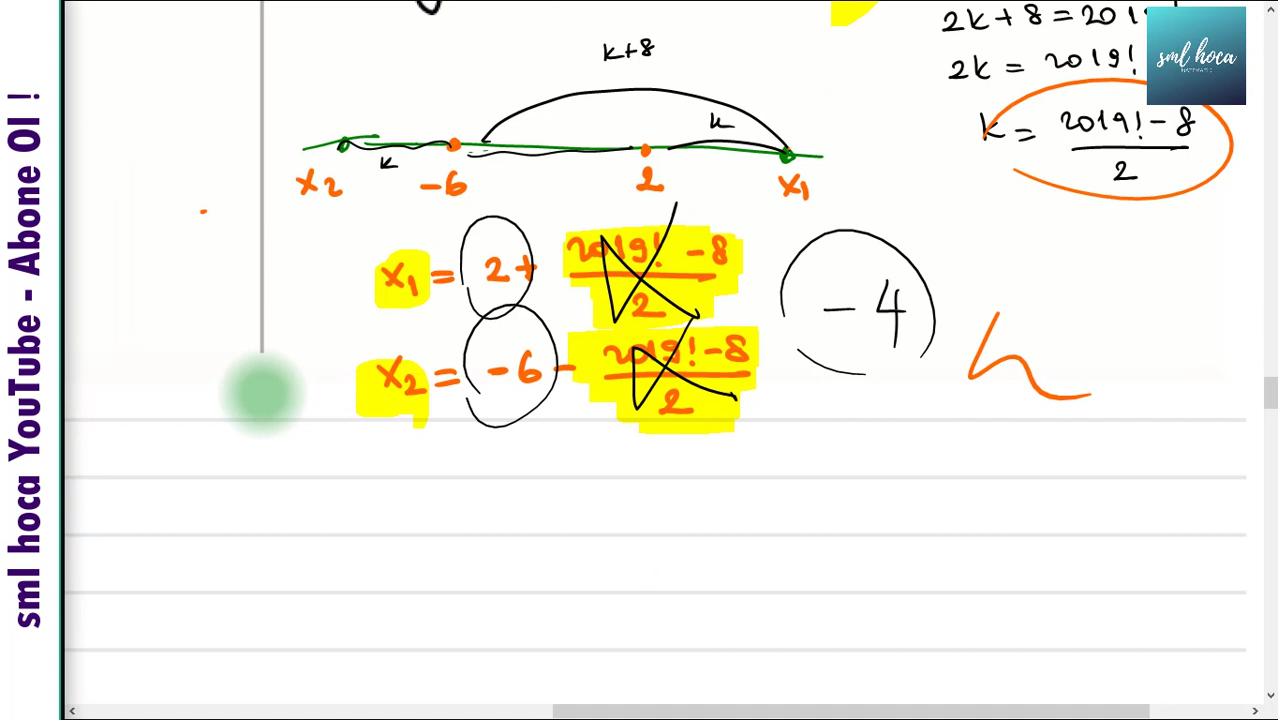 sml hoca YouTube - Abone Ol !
2k + 8 = 2019!
2k = 2019!
sml hoca
k = 2019! - 8 / 2
k+8
k
k
x2 -6 2 x1
x1 = 2 + 2019! - 8 / 2
x2 = -6 - 2019! - 8 / 2
-4